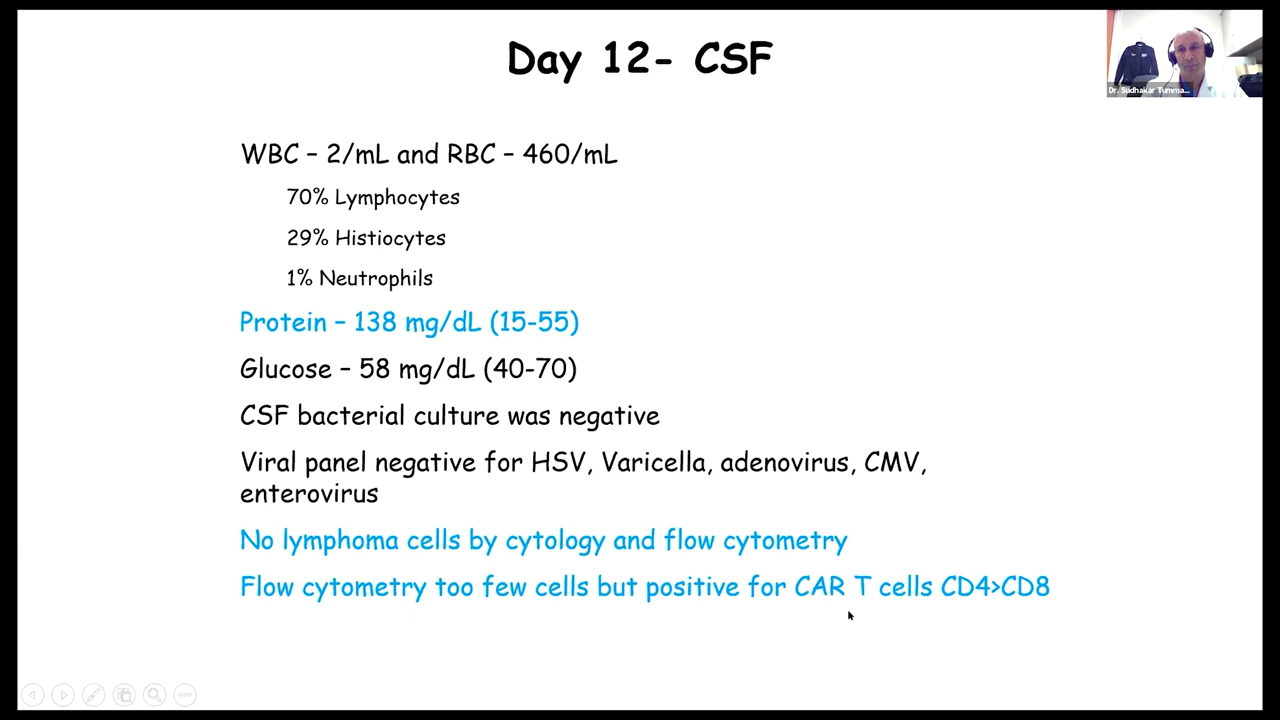 Day 12- CSF
Dr. Sudhakar Tumma...
WBC – 2/mL and RBC – 460/mL
70% Lymphocytes
29% Histiocytes
1% Neutrophils
Protein – 138 mg/dL (15-55)
Glucose – 58 mg/dL (40-70)
CSF bacterial culture was negative
Viral panel negative for HSV, Varicella, adenovirus, CMV,
enterovirus
No lymphoma cells by cytology and flow cytometry
Flow cytometry too few cells but positive for CAR T cells CD4>CD8